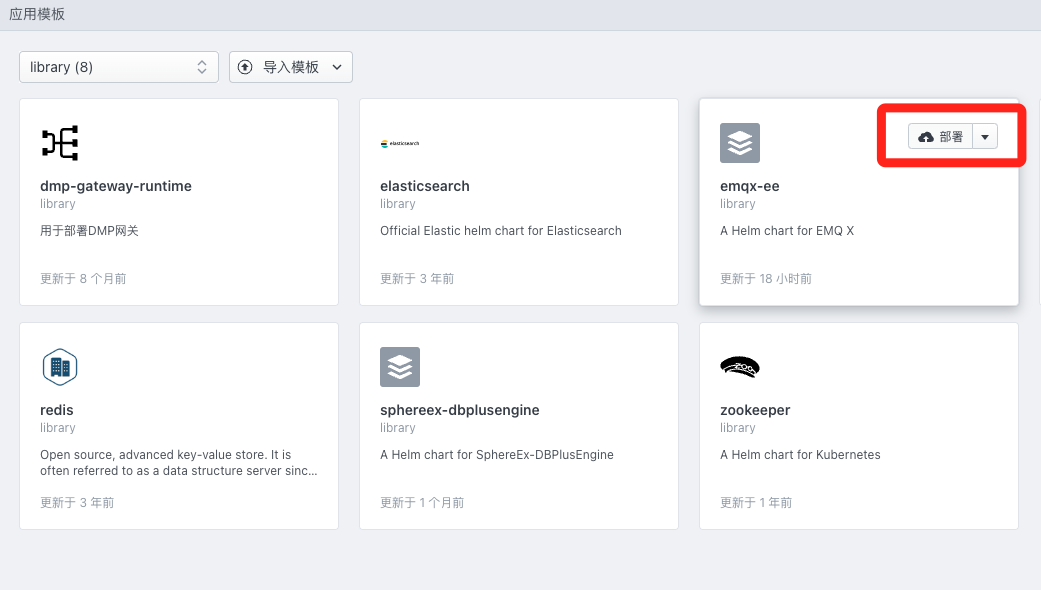 应用模板
library (8)
导入模板
dmp-gateway-runtime
library
用于部署DMP网关
更新于 8 个月前
elasticsearch
elasticsearch
library
Official Elastic helm chart for Elasticsearch
更新于 3 年前
部署
emqx-ee
library
A Helm chart for EMQ X
更新于 18 小时前
redis
library
Open source, advanced key-value store. It is
often referred to as a data structure server sinc...
更新于 3 年前
sphereex-dbplusengine
library
A Helm chart for SphereEx-DBPlusEngine
更新于 1 个月前
ZOO
zookeeper
library
A Helm chart for Kubernetes
更新于 1 年前